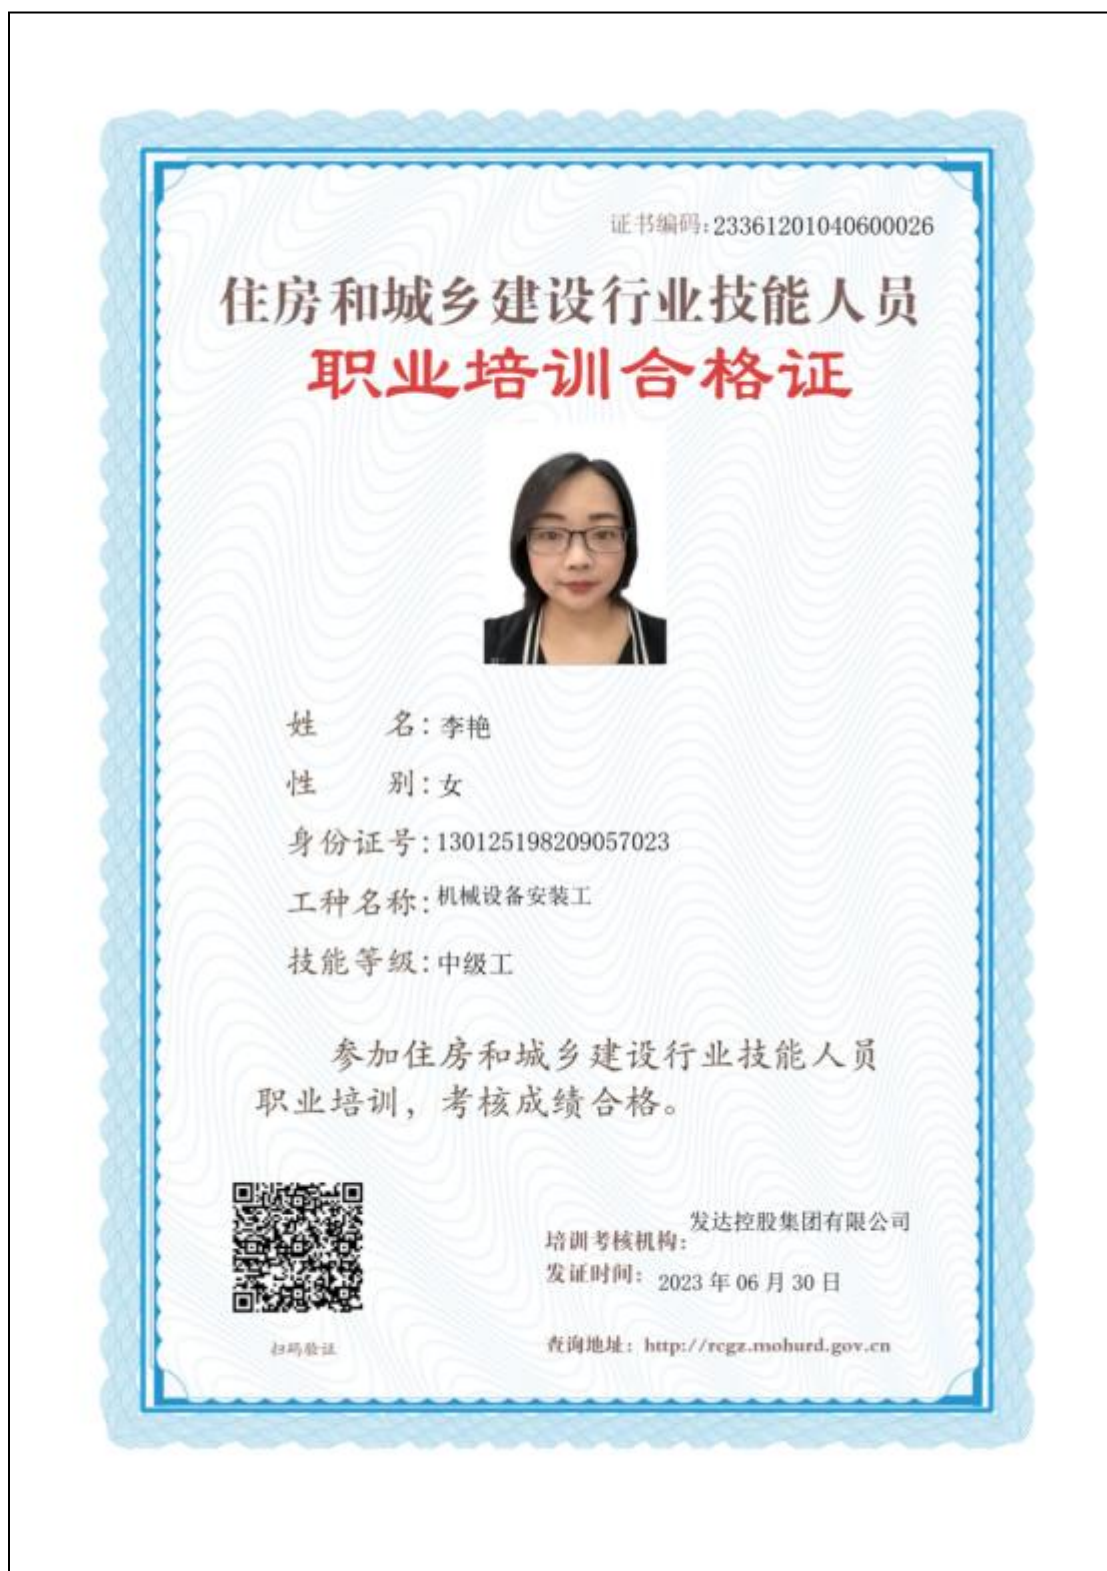 证书编码:23361201040600026
住房和城乡建设行业技能人员
职业培训合格证
姓 名:李艳
性 别:女
身份证号:130125198209057023
工种名称:机械设备安装工
技能等级:中级工
参加住房和城乡建设行业技能人员
职业培训，考核成绩合格。
培训考核机构:发达控股集团有限公司
发证时间:2023 年 06 月 30 日
扫码验证
查询地址:http://rcgz.mohurd.gov.cn